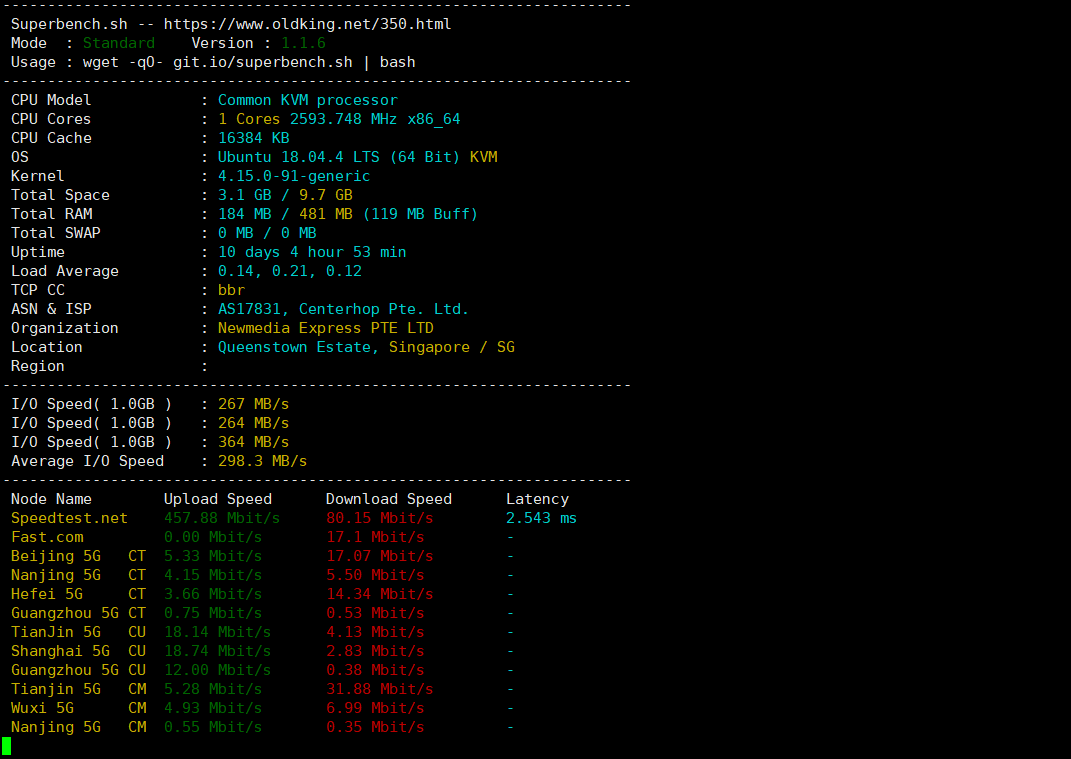 ----------------------------------------------------------------------
Superbench.sh -- https://www.oldking.net/350.html
Mode  : Standard    Version : 1.1.6
Usage : wget -qO- git.io/superbench.sh | bash
----------------------------------------------------------------------
CPU Model            : Common KVM processor
CPU Cores            : 1 Cores 2593.748 MHz x86_64
CPU Cache            : 16384 KB
OS                   : Ubuntu 18.04.4 LTS (64 Bit) KVM
Kernel               : 4.15.0-91-generic
Total Space          : 3.1 GB / 9.7 GB
Total RAM            : 184 MB / 481 MB (119 MB Buff)
Total SWAP           : 0 MB / 0 MB
Uptime               : 10 days 4 hour 53 min
Load Average         : 0.14, 0.21, 0.12
TCP CC               : bbr
ASN & ISP            : AS17831, Centerhop Pte. Ltd.
Organization         : Newmedia Express PTE LTD
Location             : Queenstown Estate, Singapore / SG
Region               :
----------------------------------------------------------------------
I/O Speed( 1.0GB )   : 267 MB/s
I/O Speed( 1.0GB )   : 264 MB/s
I/O Speed( 1.0GB )   : 364 MB/s
Average I/O Speed    : 298.3 MB/s
----------------------------------------------------------------------
Node Name        Upload Speed      Download Speed      Latency
Speedtest.net    457.88 Mbit/s     80.15 Mbit/s        2.543 ms
Fast.com         0.00 Mbit/s       17.1 Mbit/s         -
Beijing 5G   CT  5.33 Mbit/s       17.07 Mbit/s        -
Nanjing 5G   CT  4.15 Mbit/s       5.50 Mbit/s         -
Hefei 5G     CT  3.66 Mbit/s       14.34 Mbit/s        -
Guangzhou 5G CT  0.75 Mbit/s       0.53 Mbit/s         -
TianJin 5G   CU  18.14 Mbit/s      4.13 Mbit/s         -
Shanghai 5G  CU  18.74 Mbit/s      2.83 Mbit/s         -
Guangzhou 5G CU  12.00 Mbit/s      0.38 Mbit/s         -
Tianjin 5G   CM  5.28 Mbit/s       31.88 Mbit/s        -
Wuxi 5G      CM  4.93 Mbit/s       6.99 Mbit/s         -
Nanjing 5G   CM  0.55 Mbit/s       0.35 Mbit/s         -